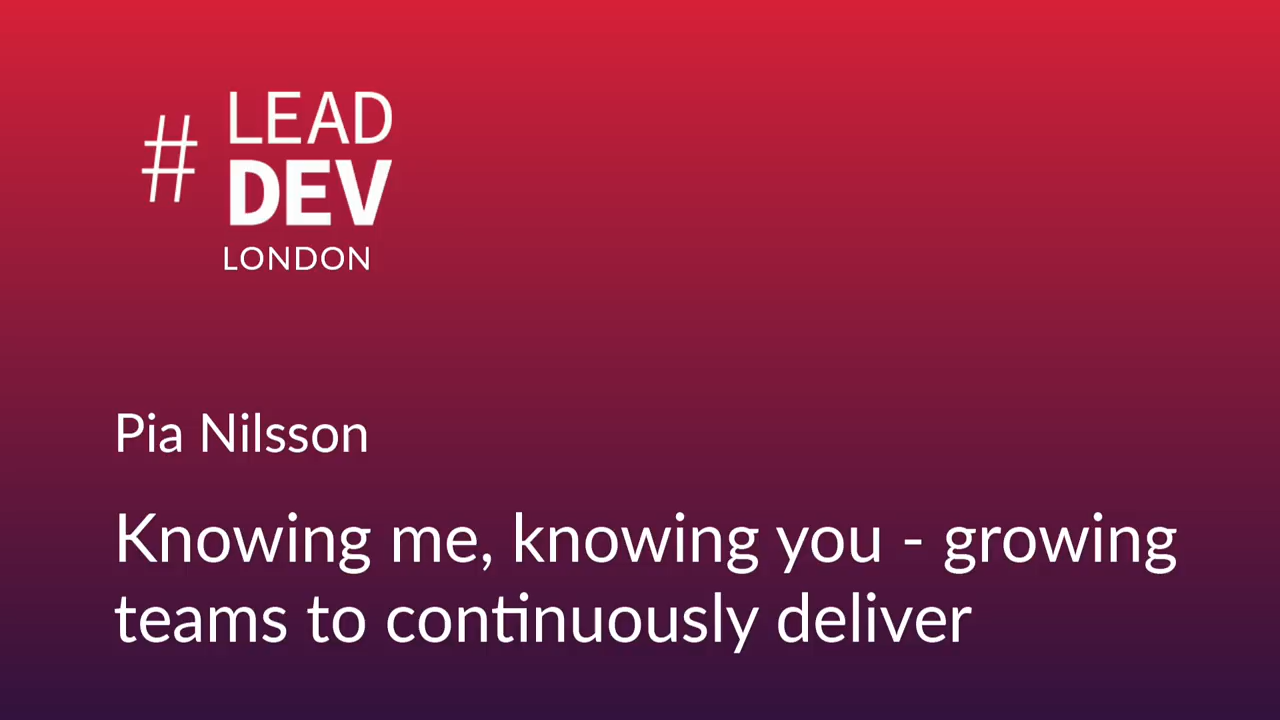 # LEAD
DEV
LONDON
Pia Nilsson
Knowing me, knowing you - growing
teams to continuously deliver